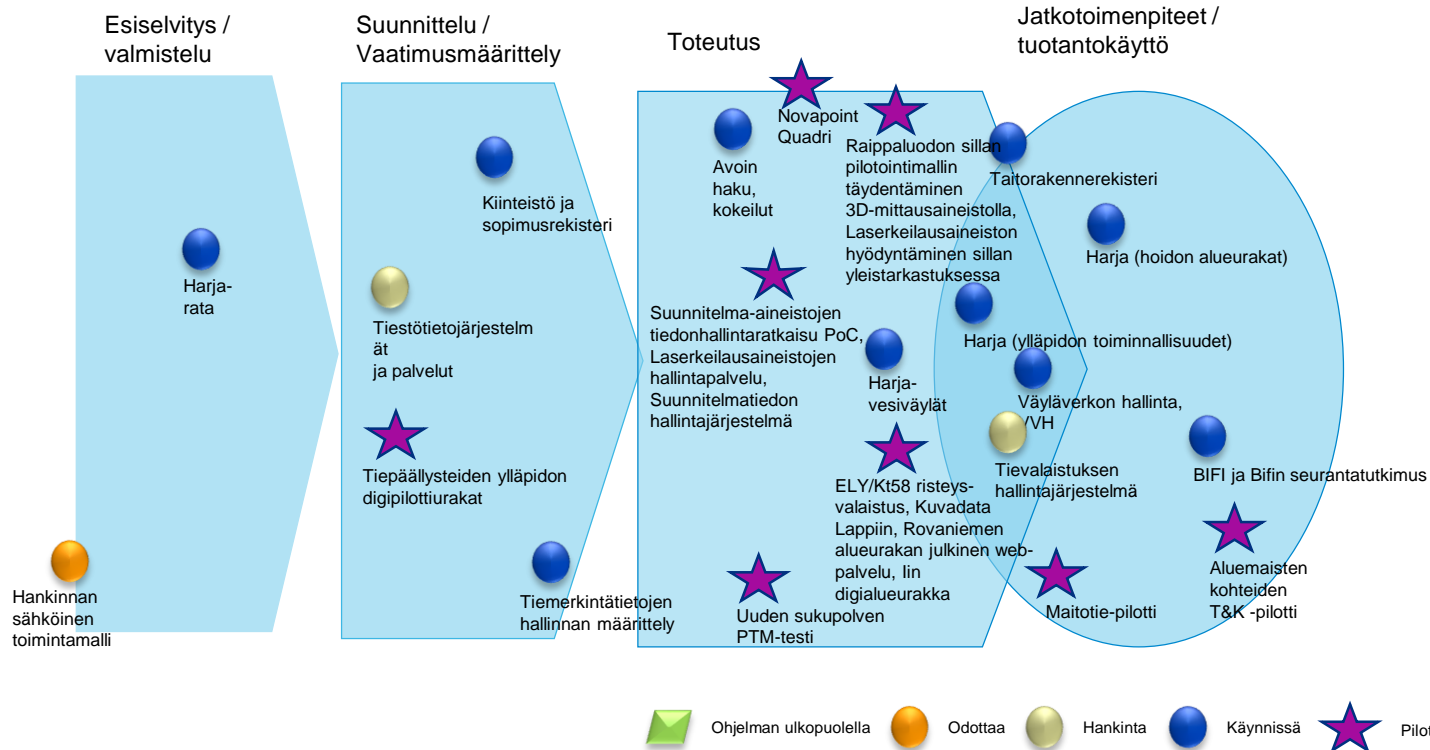 Esiselvitys /
valmistelu
Suunnittelu /
Vaatimusmäärittely
Toteutus
Jatkotoimenpiteet /
tuotantokäyttö
Harja-
rata
Hankinnan
sähköinen
toimintamalli
Kiinteistö ja
sopimusrekisteri
Tiestötietojärjestelm
ät
ja palvelut
Tiepäällysteiden ylläpidon
digipilottiurakat
Tiemerkintätietojen
hallinnan määrittely
Novapoint
Quadri
Avoin
haku,
kokeilut
Raippaluodon sillan
pilotointimallin
täydentäminen
3D-mittausaineistolla,
Laserkeilausaineiston
hyödyntäminen sillan
yleistarkastuksessa
Suunnitelma-aineistojen
tiedonhallintaratkaisu PoC,
Laserkeilausaineistojen
hallintapalvelu,
Suunnitelmatiedon
hallintajärjestelmä
Harja-
vesiväylät
ELY/Kt58 risteys-
valaistus, Kuvadata
Lappiin, Rovaniemen
alueurakan julkinen web-
palvelu, Iin
digialueurakka
Uuden sukupolven
PTM-testi
Taitorakennerekisteri
Harja (hoidon alueurakat)
Harja (ylläpidon toiminnallisuudet)
Väyläverkon hallinta,
VVH
Tievalaistuksen
hallintajärjestelmä
BIFI ja Bifin seurantatutkimus
Maitotie-pilotti
Aluemaisten
kohteiden
T&K -pilotti
Ohjelman ulkopuolella
Odottaa
Hankinta
Käynnissä
Pilot